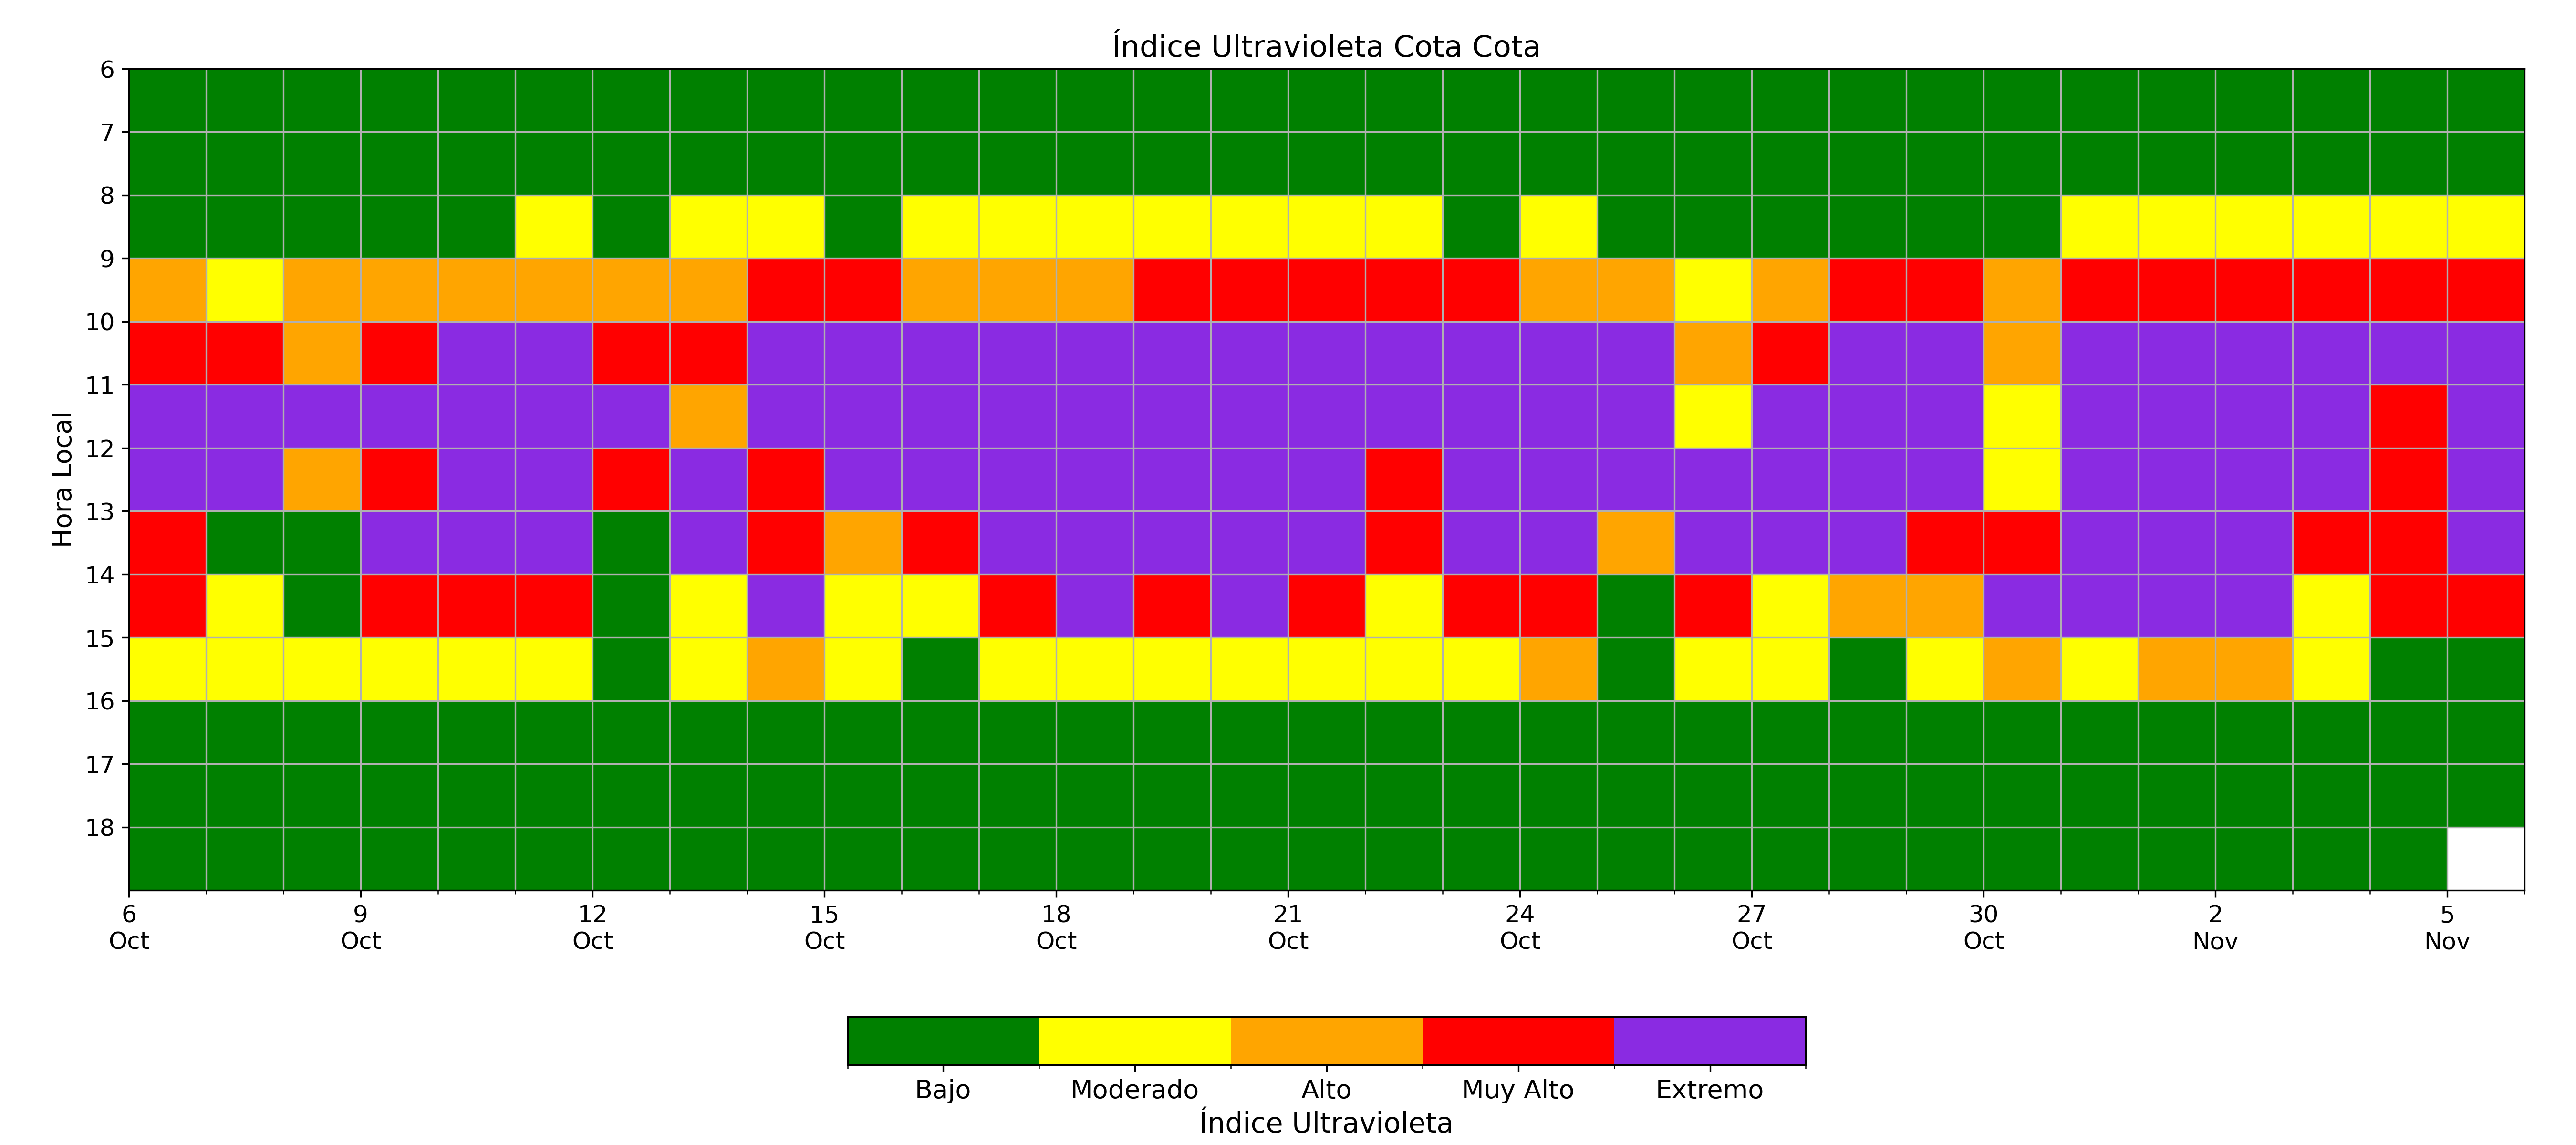 Índice Ultravioleta Cota Cota
Hora Local
6
7
8
9
10
11
12
13
14
15
16
17
18
6 9 12 15 18 21 24 27 30 2 5
Oct Oct Oct Oct Oct Oct Oct Oct Oct Nov Nov
Bajo Moderado Alto Muy Alto Extremo
Índice Ultravioleta